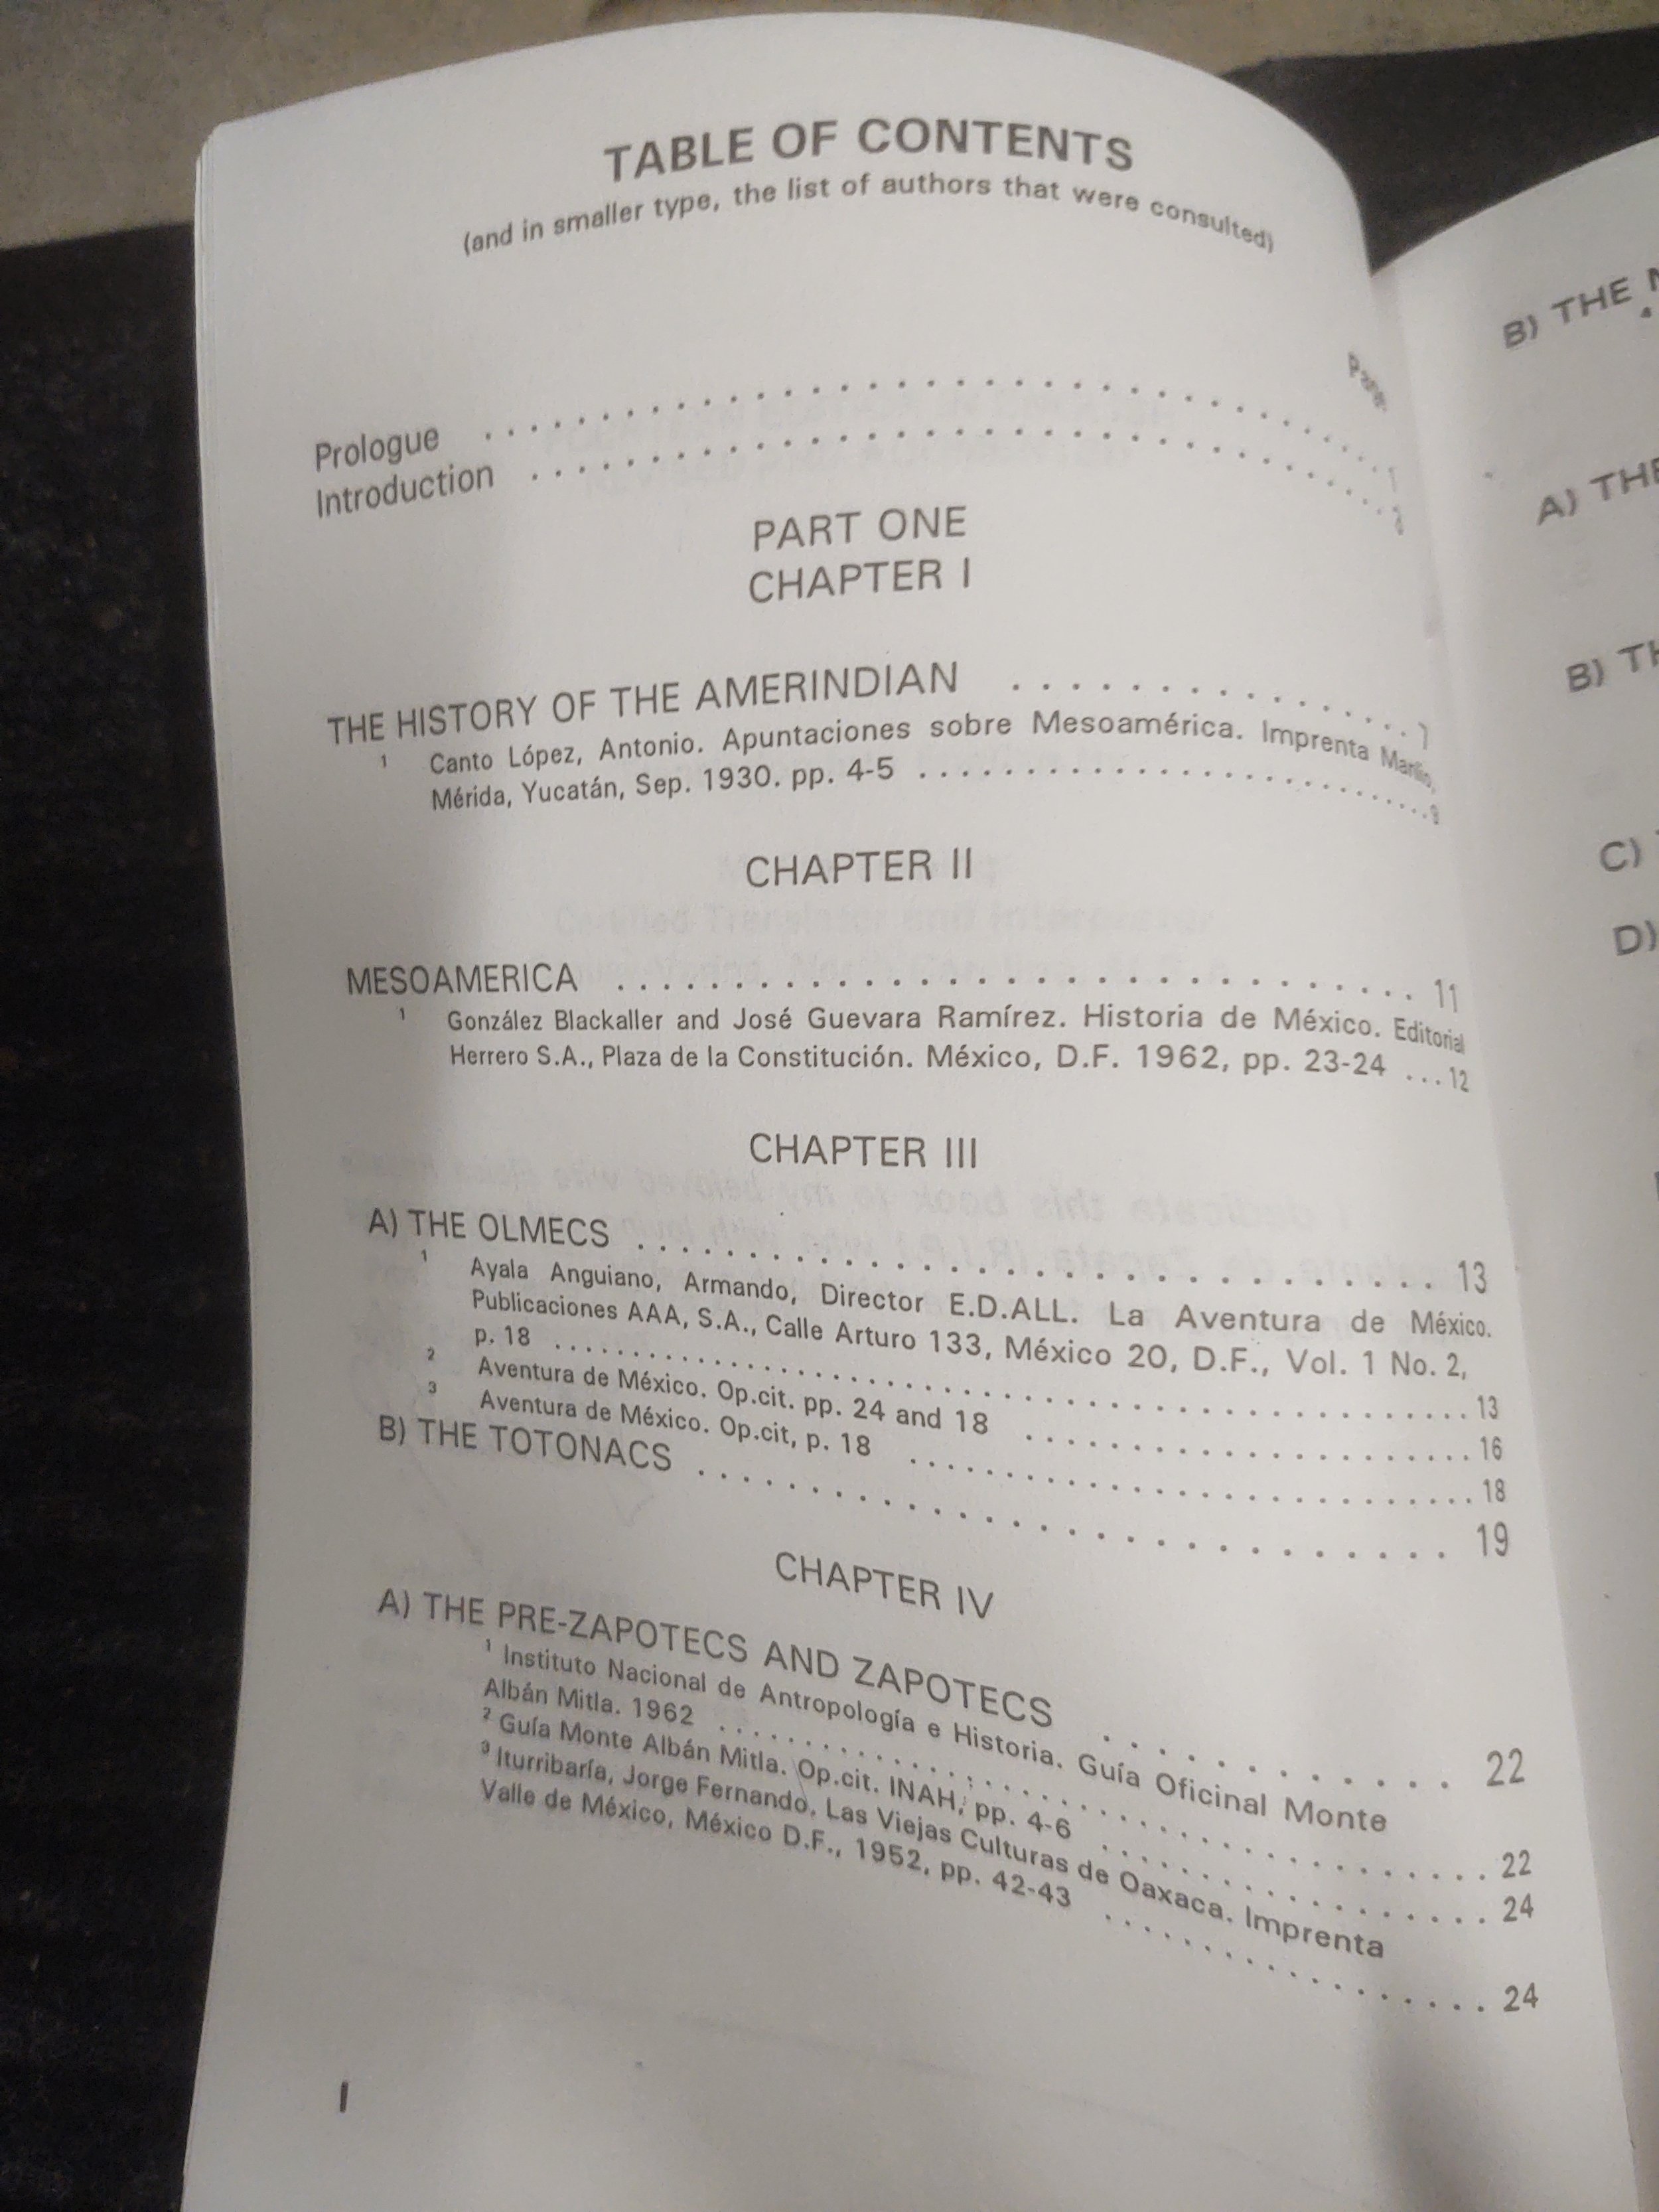 TABLE OF CONTENTS
(and in smaller type, the list of authors that were consulted)
Prologue . . . . . . . . . . . . . . . . . . . . 1
Introduction . . . . . . . . . . . . . . . . . . . .
PART ONE
CHAPTER I
THE HISTORY OF THE AMERINDIAN . . . . . . . . . . . . 7
1 Canto López, Antonio. Apuntaciones sobre Mesoamérica. Imprenta
Mérida, Yucatán, Sep. 1930. pp. 4-5 . . . . . . . . . . . . . . . .
CHAPTER II
MESOAMERICA . . . . . . . . . . . . . . . . . . . . 11
1 González Blackaller and José Guevara Ramírez. Historia de México. Editorial
Herrero S.A., Plaza de la Constitución. México, D.F. 1962, pp. 23-24 . . . 12
CHAPTER III
A) THE OLMECS . . . . . . . . . . . . . . . . . . . . 13
1 Ayala Anguiano, Armando, Director E.D.ALL. La Aventura de México.
Publicaciones AAA, S.A., Calle Arturo 133, México 20, D.F., Vol. 1 No. 2,
p. 18 . . . . . . . . . . . . . . . . . . . . 13
2 Aventura de México. Op.cit. pp. 24 and 18 . . . . . . . . . . . . . . . . 16
3 Aventura de México. Op.cit, p. 18 . . . . . . . . . . . . . . . . . . . . 18
B) THE TOTONACS . . . . . . . . . . . . . . . . . . . . 19
CHAPTER IV
A) THE PRE-ZAPOTECS AND ZAPOTECS . . . . . . . . . . 22
1 Instituto Nacional de Antropología e Historia. Guía Oficinal Monte
Albán Mitla. 1962 . . . . . . . . . . . . . . . . . . . . 22
2 Guía Monte Albán Mitla. Op.cit. INAH, pp. 4-6 . . . . . . . . . . . . 24
3 Iturribaría, Jorge Fernando, Las Viejas Culturas de Oaxaca. Imprenta
Valle de México, México D.F., 1952, pp. 42-43 . . . . . . . . . . . . 24
I
B) THE
A) THE
B)
C)
D)